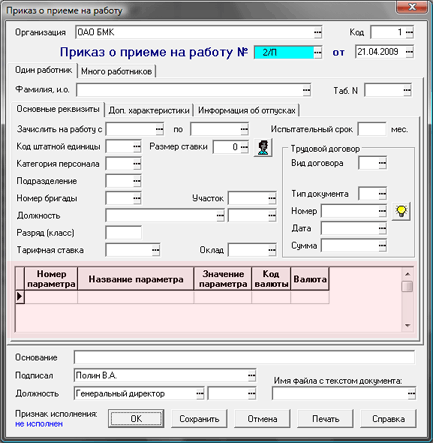 Приказ о приеме на работу
Организация ОАО БМК Код 1
Приказ о приеме на работу № 2/П от 21.04.2009
Один работник Много работников
Фамилия, и.о. Таб. N
Основные реквизиты Доп. характеристики Информация об отпусках
Зачислить на работу с по Испытательный срок мес.
Код штатной единицы Размер ставки 0 Трудовой договор
Категория персонала Вид договора
Подразделение Тип документа
Номер бригады Участок Номер
Должность Дата
Разряд (класс) Сумма
Тарифная ставка Оклад
Номер параметра Название параметра Значение параметра Код валюты Валюта
Основание
Подписал Полин В.А. Имя Файла с текстом документа:
Должность Генеральный директор
Признак исполнения:
не исполнен
OK Сохранить Отмена Печать Справка